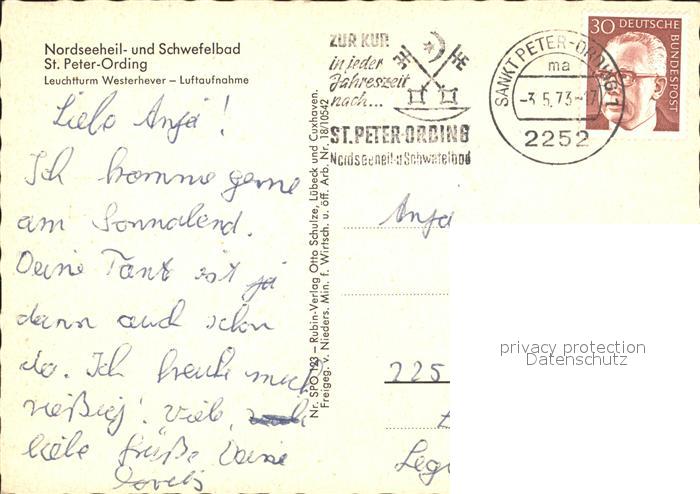 Nordseeheil- und Schwefelbad
St. Peter-Ording
Leuchtturm Westerhever – Luftaufnahme
Liebe Anja!
Ich komme gerne
am Sonnabend.
Deine Tant ist ja
dann auch schon
da. Ich freue mich
rießig! Viele,
liebe Grüße Deine
Nr. SPO 123 – Rubin-Verlag Otto Schulze, Lübeck und Cuxhaven.
Freigeg. v. Nieders. Min. f. Wirtsch. u. öff. Arb. Nr. 18/10542
ZUR KUR
in jeder
Jahreszeit
nach...
ST. PETER-ORDING
Nordseeheil-u Schwefelbad
SANKT PETER-ORDING 1
ma
-3.5.73-17
2252
30 DEUTSCHE BUNDESPOST
Anja
225
privacy protection
Datenschutz